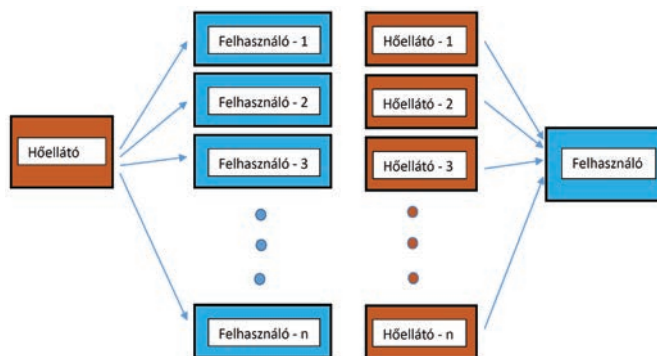 Hőellátó
Felhasználó - 1
Felhasználó - 2
Felhasználó - 3
Felhasználó - n
Hőellátó - 1
Hőellátó - 2
Hőellátó - 3
Hőellátó - n
Felhasználó